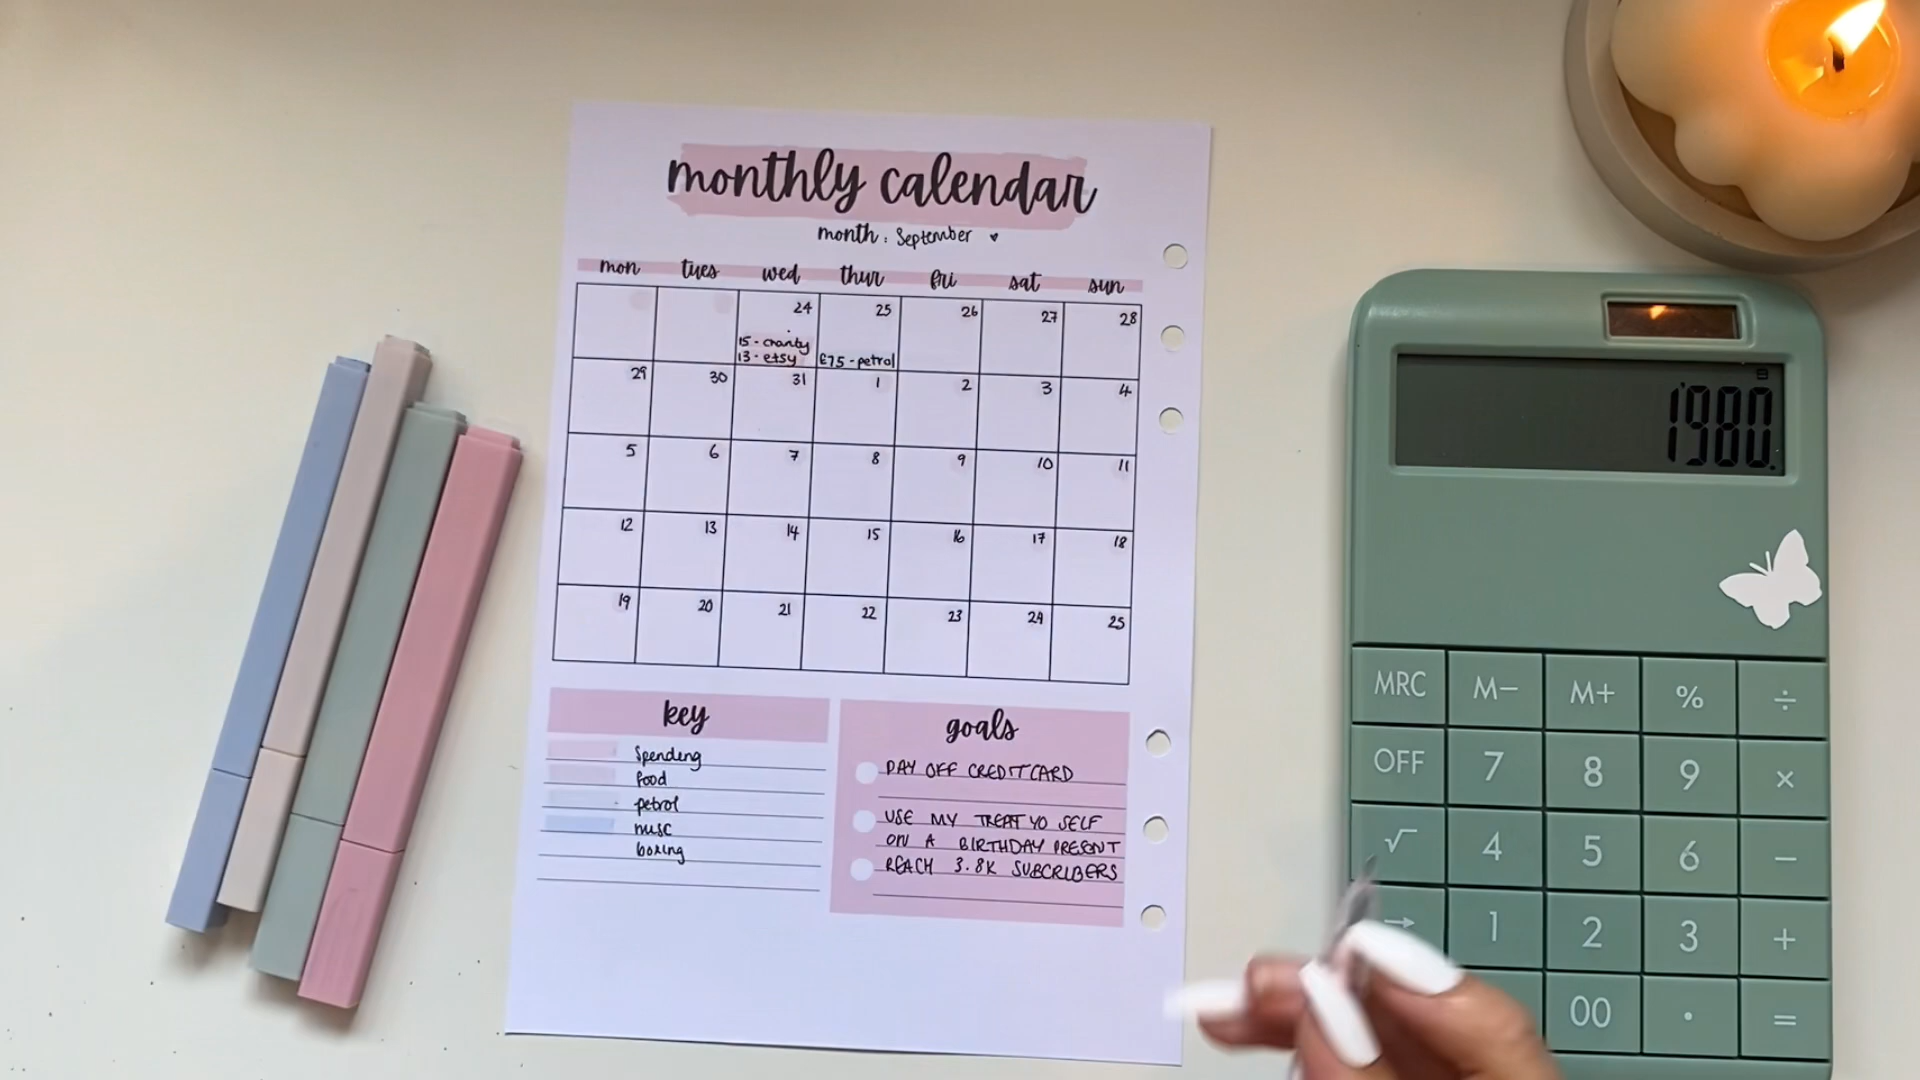 monthly calendar
month: September ♥
mon tues wed thur fri sat sun
24 25 26 27 28
15 - charity
13 - etsy £75 - petrol
29 30 31 1 2 3 4
5 6 7 8 9 10 11
12 13 14 15 16 17 18
19 20 21 22 23 24 25
key
Spending
food
petrol
misc
boxing
goals
PAY OFF CREDITCARD
USE MY TREAT YO SELF
ON A BIRTHDAY PRESENT
REACH 3.8K SUBCRIBERS
1'980.
MRC M− M+ % ÷
OFF 7 8 9 ×
√ 4 5 6 −
→ 1 2 3 +
00 . =